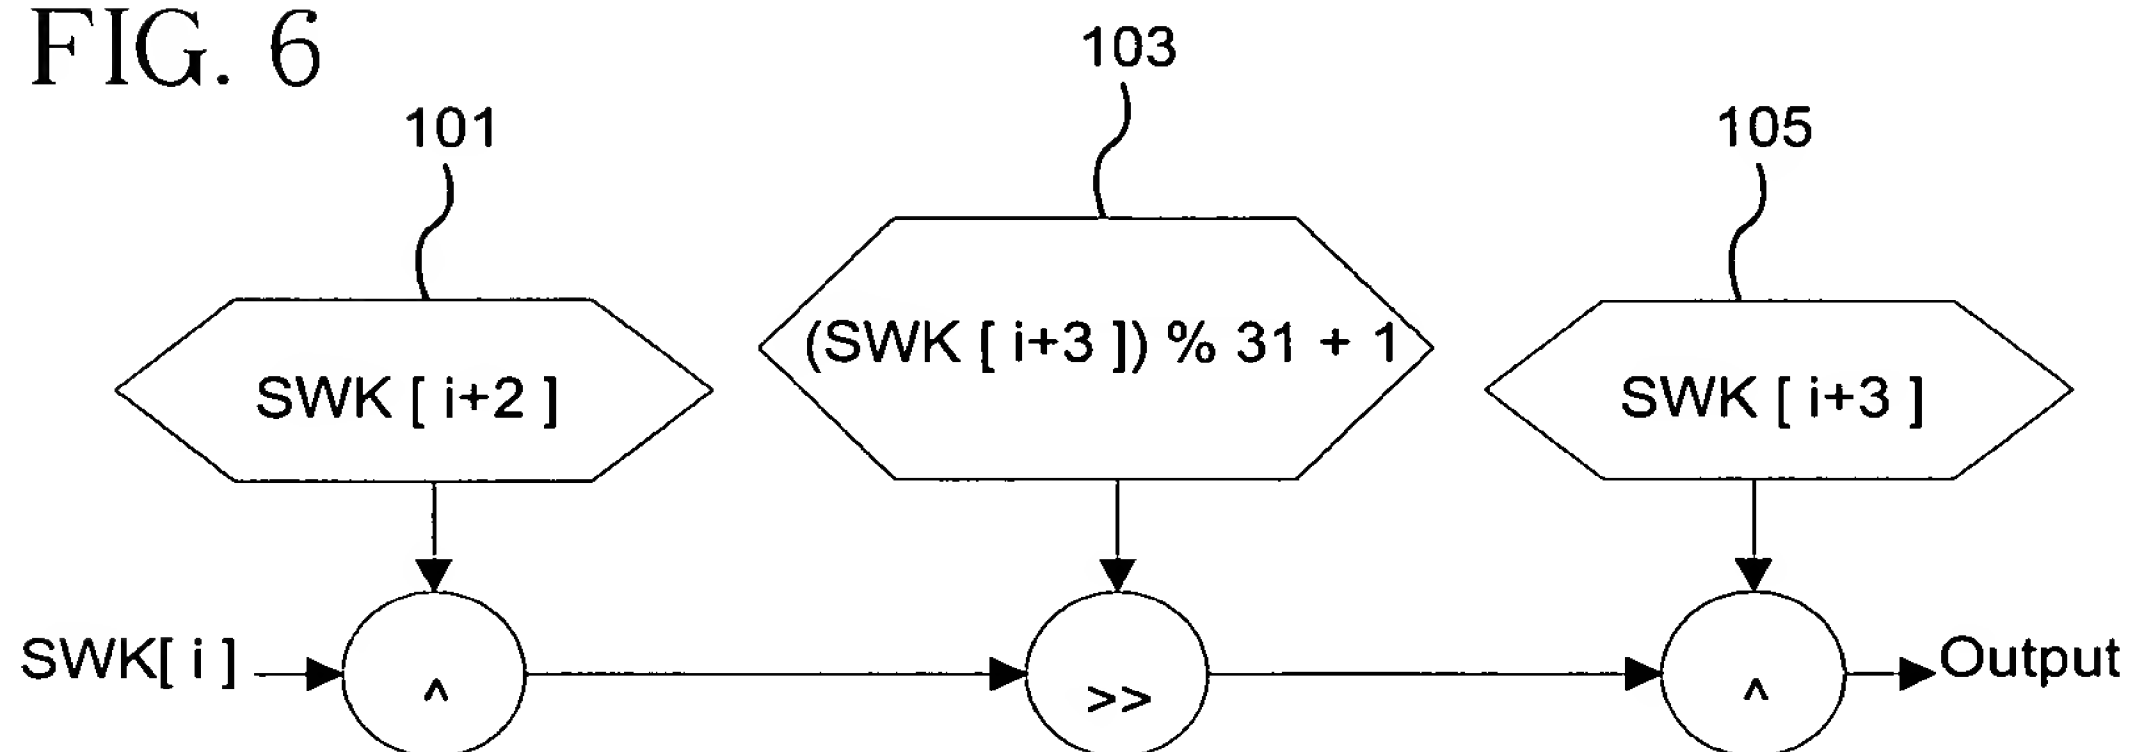 FIG. 6
103
101
105
(SWK [ i+3 ]) % 31 + 1
SWK [ i+2 ]
SWK [ i+3 ]
SWK[ i ]
^
>>
^
Output